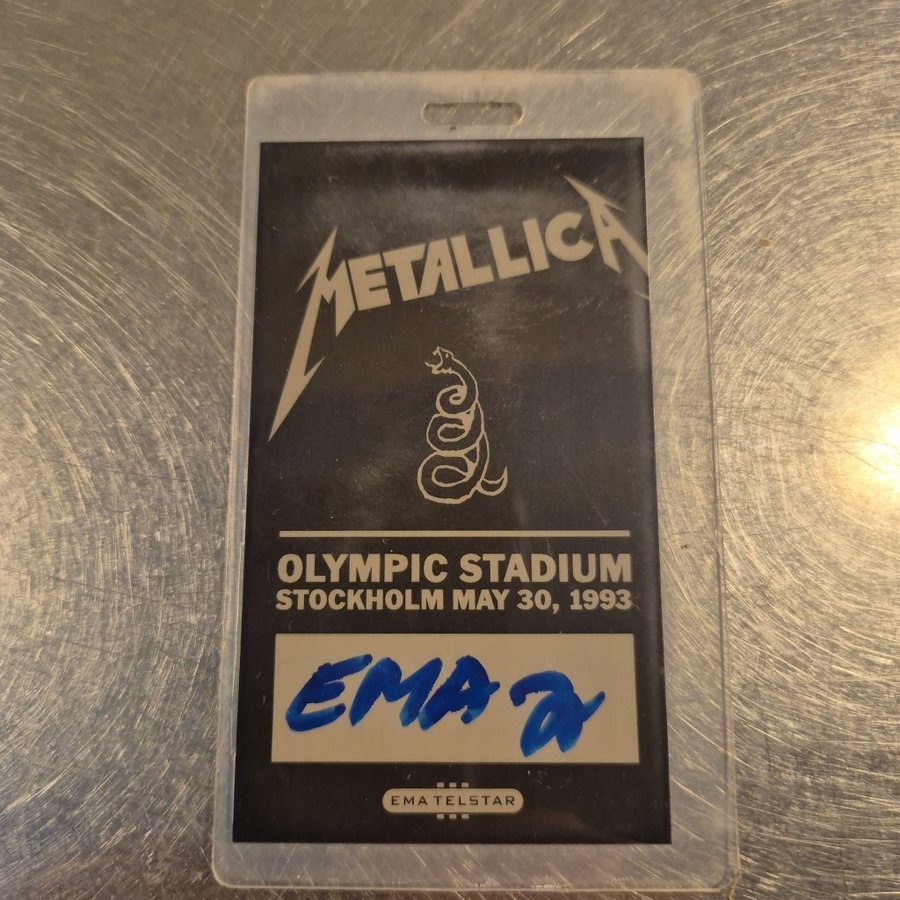 METALLICA
OLYMPIC STADIUM
STOCKHOLM MAY 30, 1993
EMA
EMA TELSTAR